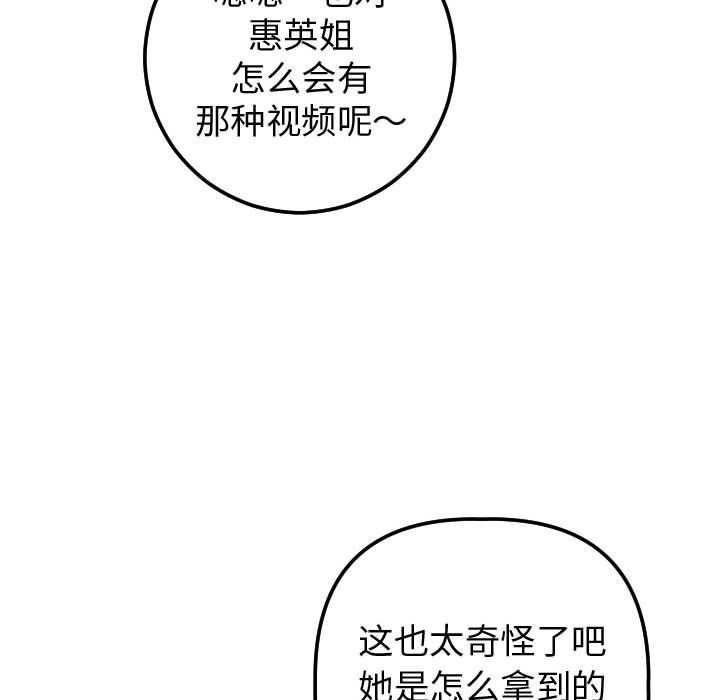 惠英姐
怎么会有
那种视频呢～
这也太奇怪了吧
她是怎么拿到的